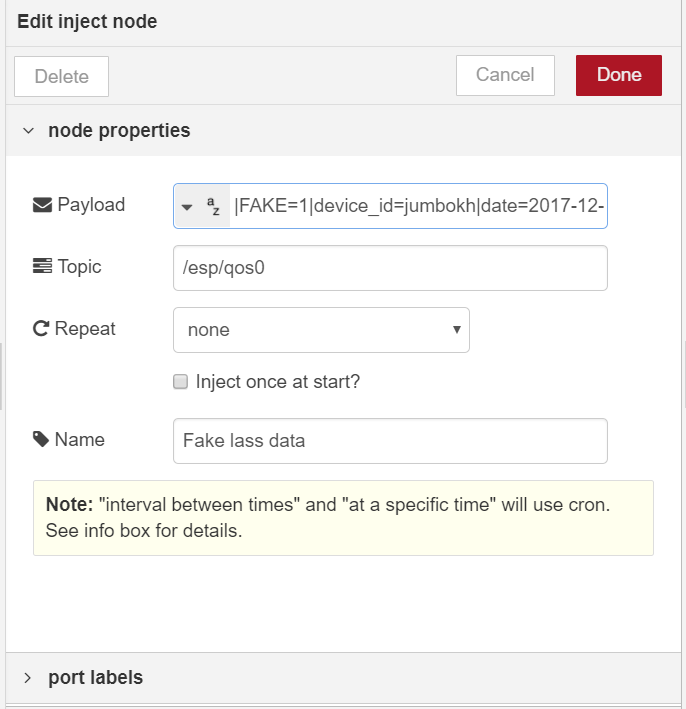 Edit inject node
Delete
Cancel
Done
node properties
Payload
a z
|FAKE=1|device_id=jumbokh|date=2017-12-
Topic
/esp/qos0
Repeat
none
Inject once at start?
Name
Fake lass data
Note: "interval between times" and "at a specific time" will use cron.
See info box for details.
port labels